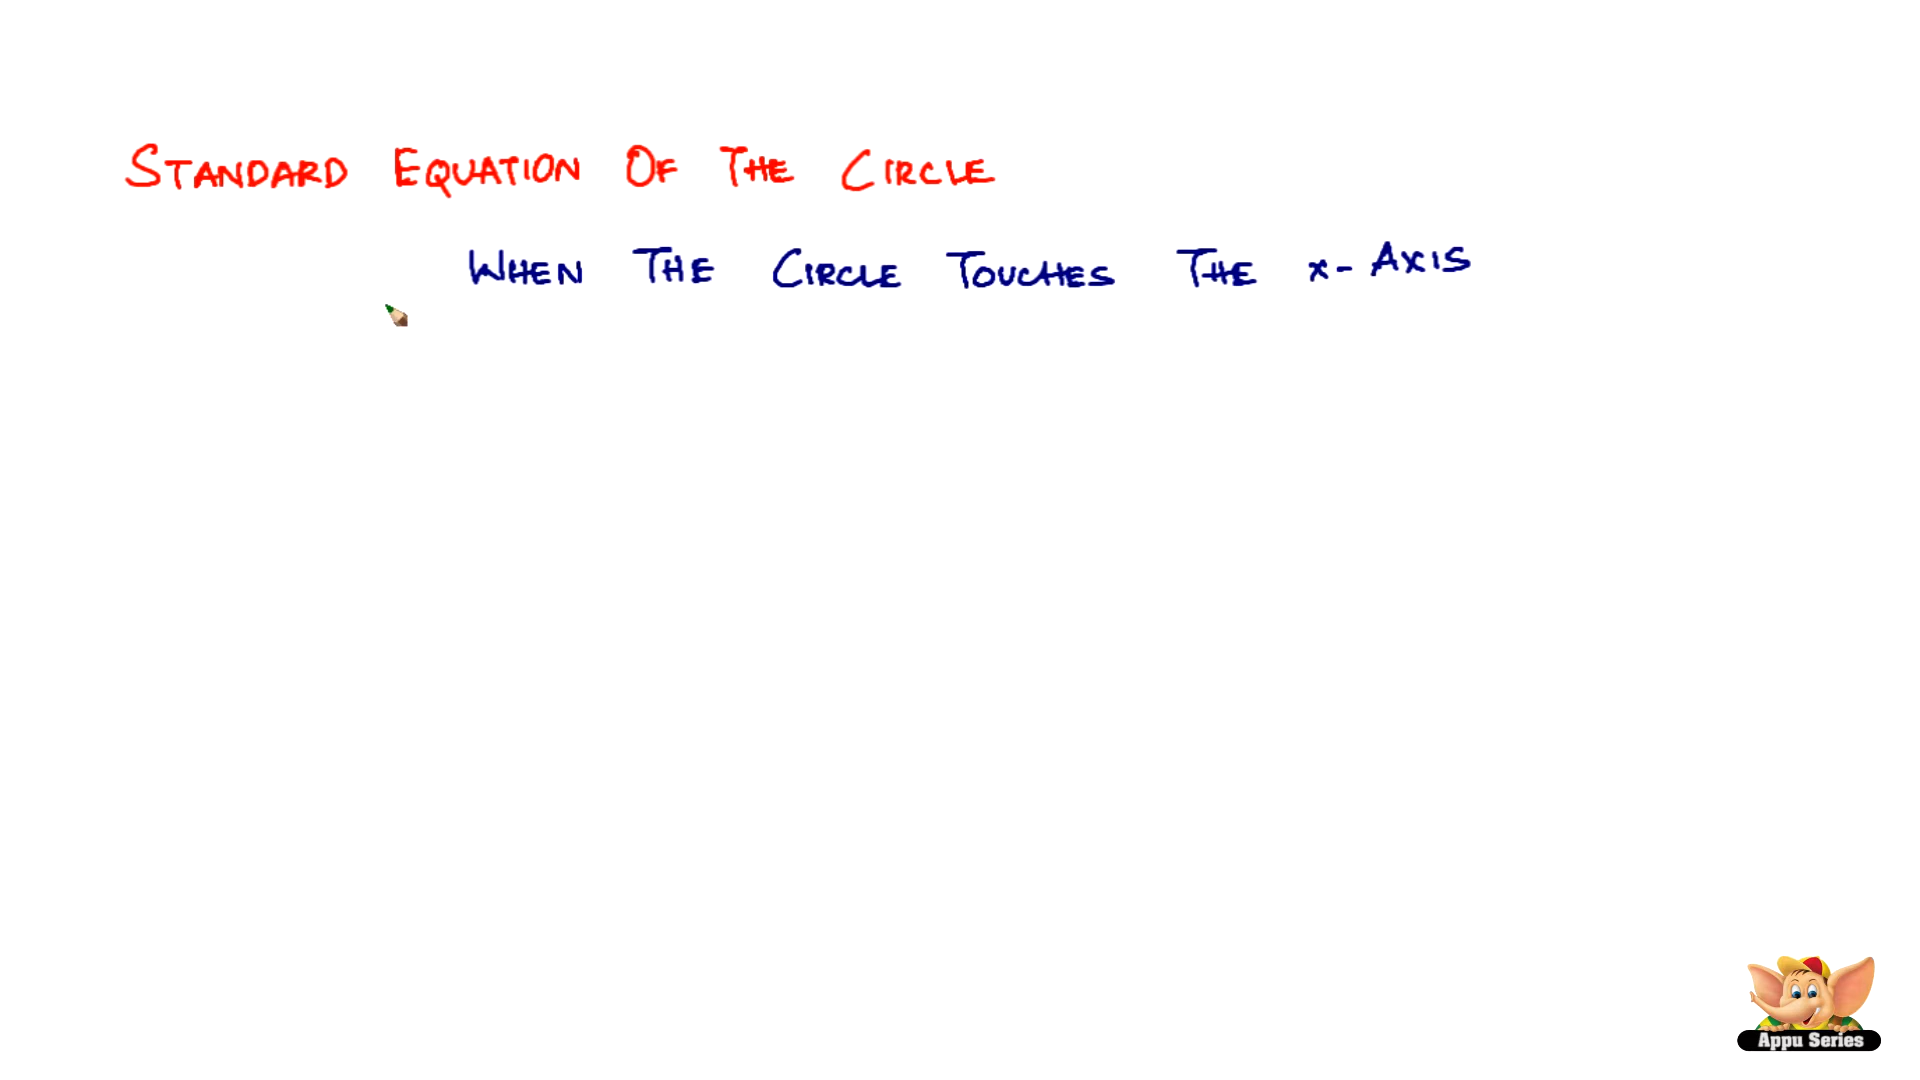 STANDARD EQUATION OF THE CIRCLE
WHEN THE CIRCLE TOUCHES THE x-AXIS
Appu Series